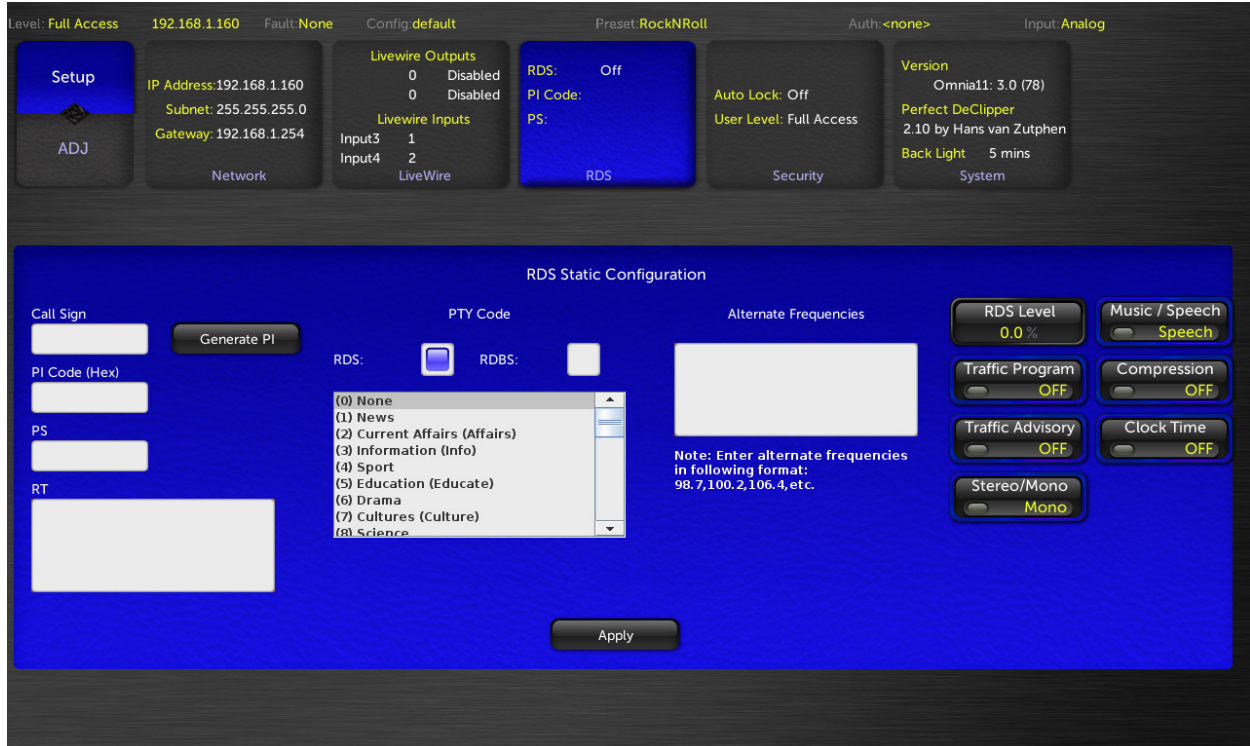 Level: Full Access 192.168.1.160 Fault:None Config:default Preset:RockNRoll Auth:<none> Input:Analog
Setup
ADJ
IP Address:192.168.1.160
Subnet: 255.255.255.0
Gateway: 192.168.1.254
Network
Livewire Outputs
0 Disabled
0 Disabled
Livewire Inputs
Input3 1
Input4 2
LiveWire
RDS: Off
PI Code:
PS:
RDS
Auto Lock: Off
User Level: Full Access
Security
Version
Omnia11: 3.0 (78)
Perfect DeClipper
2.10 by Hans van Zutphen
Back Light 5 mins
System
RDS Static Configuration
Call Sign
Generate PI
PI Code (Hex)
PS
RT
PTY Code
RDS: RDBS:
(0) None
(1) News
(2) Current Affairs (Affairs)
(3) Information (Info)
(4) Sport
(5) Education (Educate)
(6) Drama
(7) Cultures (Culture)
(8) Science
Alternate Frequencies
Note: Enter alternate frequencies
in following format:
98.7,100.2,106.4,etc.
RDS Level
0.0 %
Music / Speech
Speech
Traffic Program
OFF
Compression
OFF
Traffic Advisory
OFF
Clock Time
OFF
Stereo/Mono
Mono
Apply